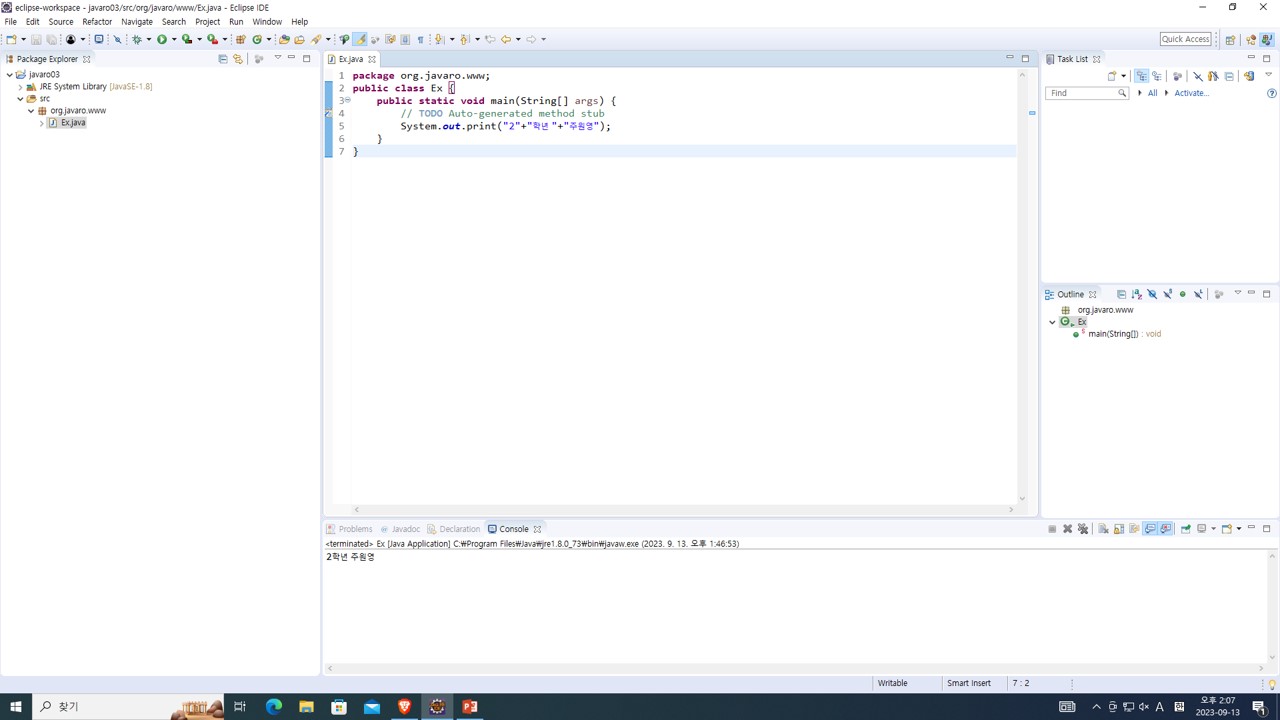 eclipse-workspace - javaro03/src/org/javaro/www/Ex.java - Eclipse IDE
File Edit Source Refactor Navigate Search Project Run Window Help
Quick Access
Package Explorer
javaro03
JRE System Library [JavaSE-1.8]
src
org.javaro.www
Ex.java
Ex.java
1 package org.javaro.www;
2 public class Ex {
3 public static void main(String[] args) {
4 // TODO Auto-generated method stub
5 System.out.print("2"+"학년 "+"주원영");
6 }
7 }
Task List
Find All Activate...
Outline
org.javaro.www
Ex
main(String[]) : void
Problems Javadoc Declaration Console
<terminated> Ex [Java Application] C:₩Program Files₩Java₩jre1.8.0_73₩bin₩javaw.exe (2023. 9. 13. 오후 1:46:53)
2학년 주원영
Writable Smart Insert 7 : 2
찾기
A 한
오후 2:07
2023-09-13
1